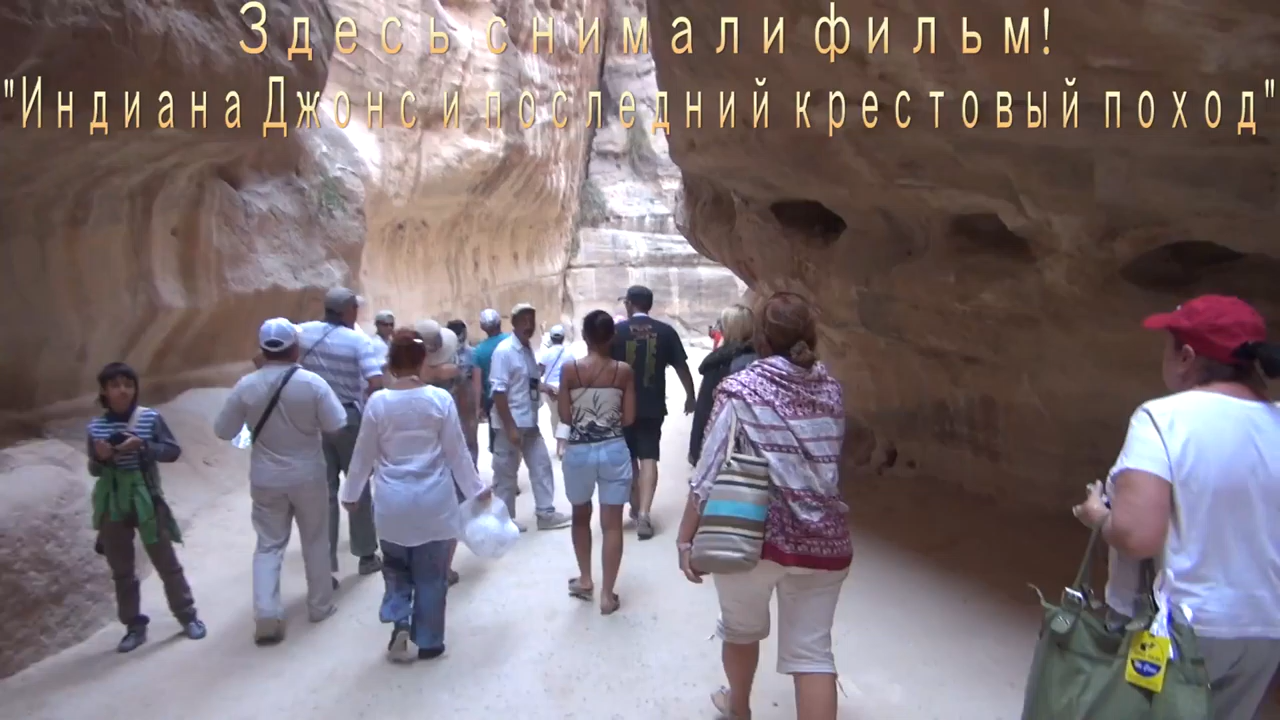 Здесь снимали фильм!
"Индиана Джонс и последний крестовый поход"